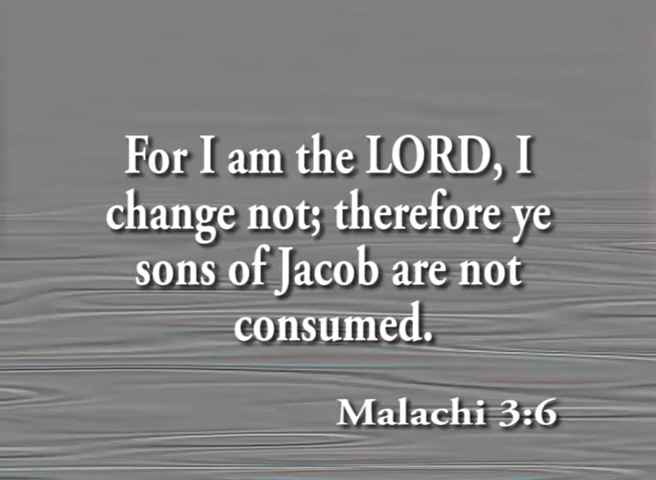 For I am the LORD, I
change not; therefore ye
sons of Jacob are not
consumed.
Malachi 3:6